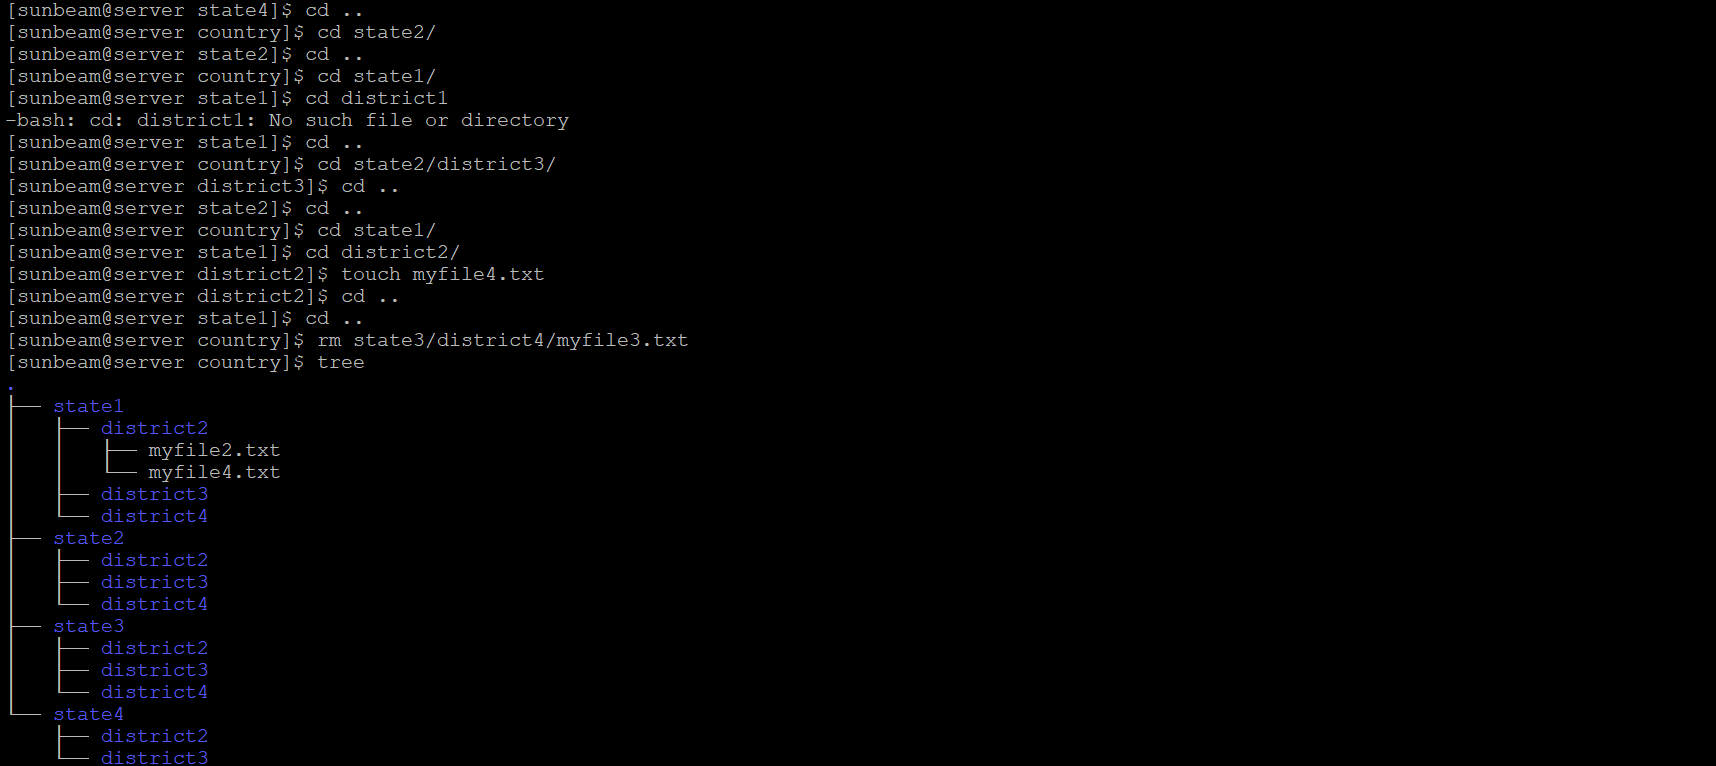 [sunbeam@server state4]$ cd ..
[sunbeam@server country]$ cd state2/
[sunbeam@server state2]$ cd ..
[sunbeam@server country]$ cd state1/
[sunbeam@server state1]$ cd district1
-bash: cd: district1: No such file or directory
[sunbeam@server state1]$ cd ..
[sunbeam@server country]$ cd state2/district3/
[sunbeam@server district3]$ cd ..
[sunbeam@server state2]$ cd ..
[sunbeam@server country]$ cd state1/
[sunbeam@server state1]$ cd district2/
[sunbeam@server district2]$ touch myfile4.txt
[sunbeam@server district2]$ cd ..
[sunbeam@server state1]$ cd ..
[sunbeam@server country]$ rm state3/district4/myfile3.txt
[sunbeam@server country]$ tree
.
├── state1
│   ├── district2
│   │   ├── myfile2.txt
│   │   └── myfile4.txt
│   ├── district3
│   └── district4
├── state2
│   ├── district2
│   ├── district3
│   └── district4
├── state3
│   ├── district2
│   ├── district3
│   └── district4
└── state4
    ├── district2
    └── district3